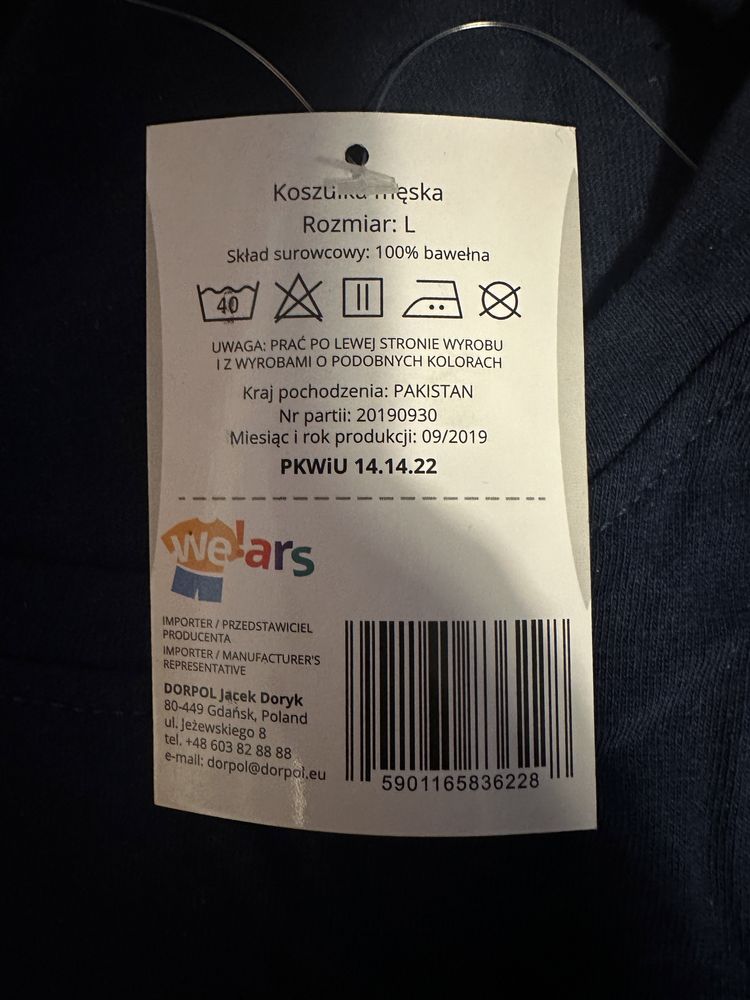 Koszulka męska
Rozmiar: L
Skład surowcowy: 100% bawełna
40
UWAGA: PRAĆ PO LEWEJ STRONIE WYROBU
I Z WYROBAMI O PODOBNYCH KOLORACH
Kraj pochodzenia: PAKISTAN
Nr partii: 20190930
Miesiąc i rok produkcji: 09/2019
PKWiU 14.14.22
We!ars
IMPORTER / PRZEDSTAWICIEL
PRODUCENTA
IMPORTER / MANUFACTURER'S
REPRESENTATIVE
DORPOL Jacek Doryk
80-449 Gdańsk, Poland
ul. Jeżewskiego 8
tel. +48 603 82 88 88
e-mail: dorpol@dorpol.eu
5901165836228